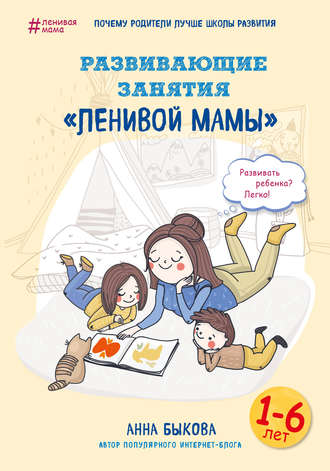 #ленивая
мама
ПОЧЕМУ РОДИТЕЛИ ЛУЧШЕ ШКОЛЫ РАЗВИТИЯ
РАЗВИВАЮЩИЕ
ЗАНЯТИЯ
«ЛЕНИВОЙ МАМЫ»
Развивать
ребенка?
Легко!
1-6
лет
АННА БЫКОВА
АВТОР ПОПУЛЯРНОГО ИНТЕРНЕТ-БЛОГА